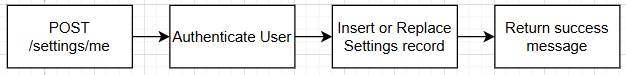 POST
/settings/me
Authenticate User
Insert or Replace
Settings record
Return success
message